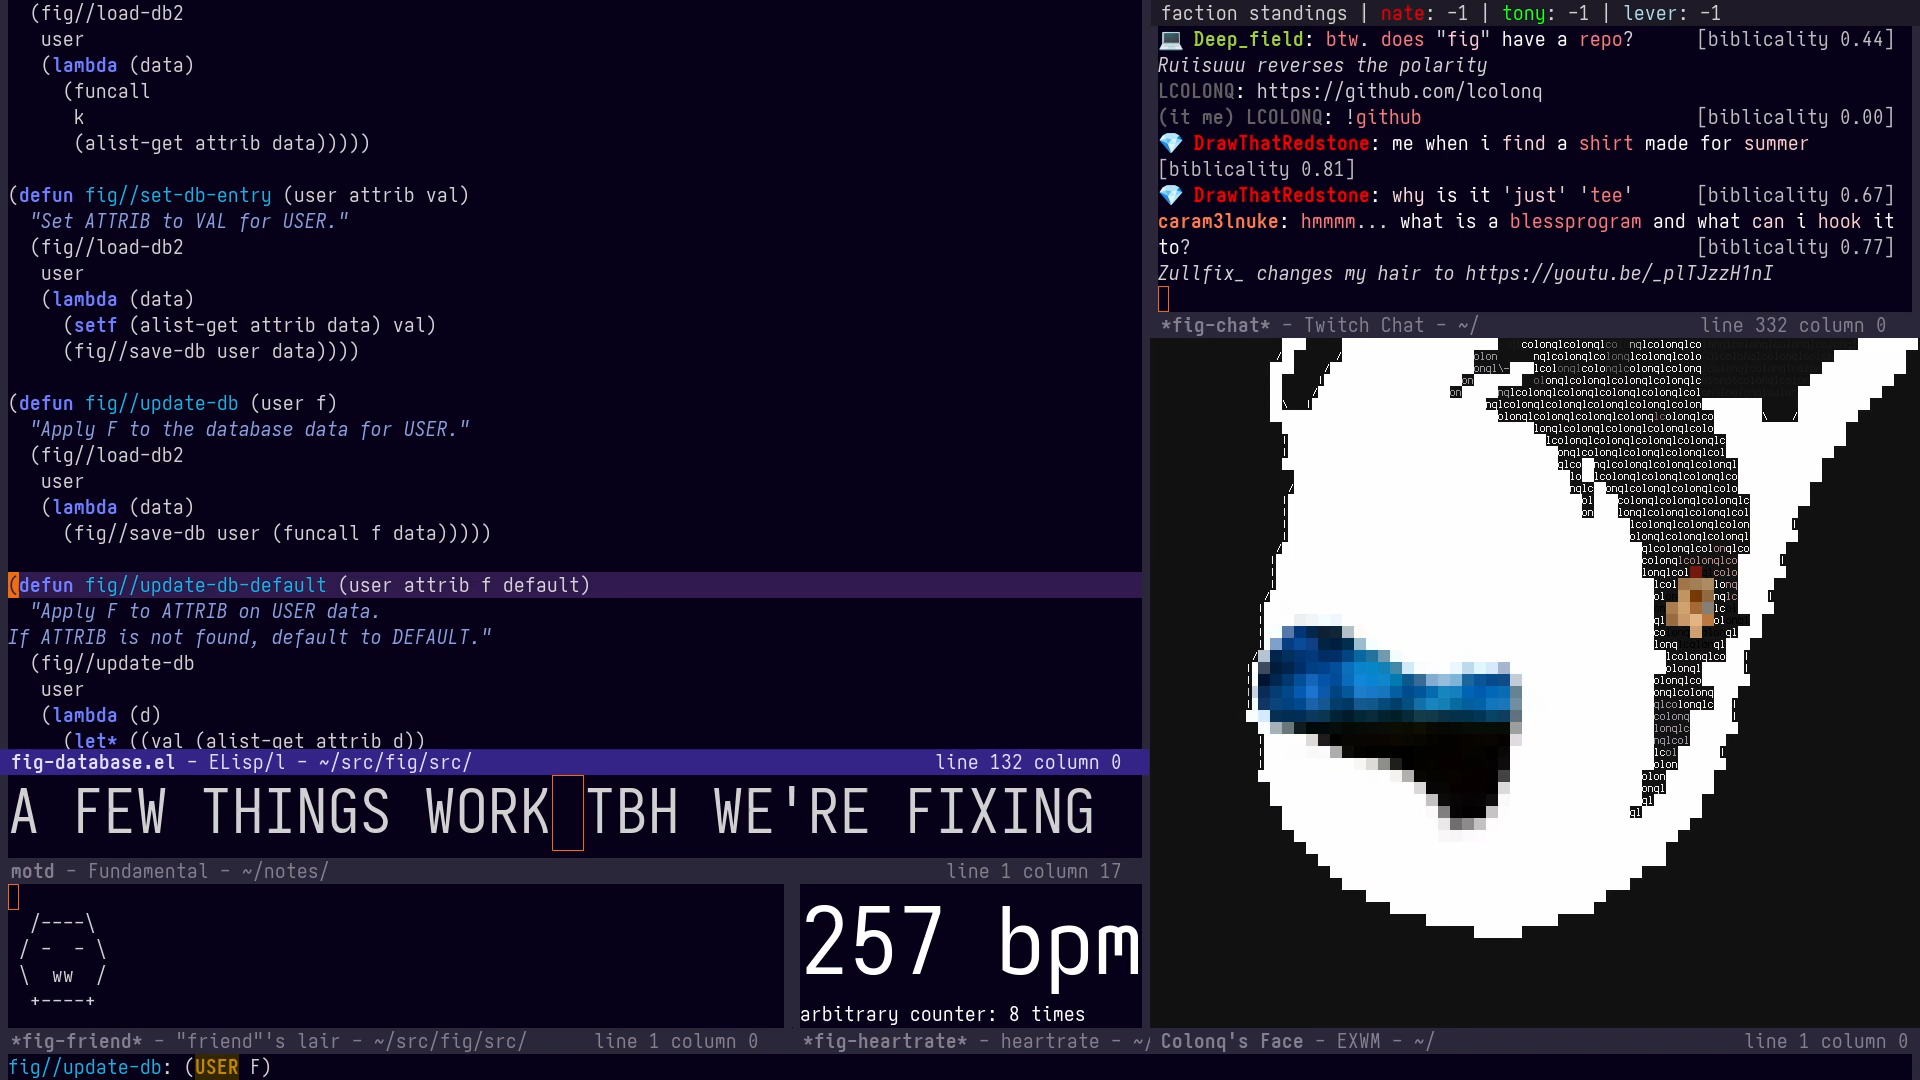 (fig//load-db2
user
(lambda (data)
(funcall
k
(alist-get attrib data)))))
(defun fig//set-db-entry (user attrib val)
"Set ATTRIB to VAL for USER."
(fig//load-db2
user
(lambda (data)
(setf (alist-get attrib data) val)
(fig//save-db user data))))
(defun fig//update-db (user f)
"Apply F to the database data for USER."
(fig//load-db2
user
(lambda (data)
(fig//save-db user (funcall f data)))))
(defun fig//update-db-default (user attrib f default)
"Apply F to ATTRIB on USER data.
If ATTRIB is not found, default to DEFAULT."
(fig//update-db
user
(lambda (d)
(let* ((val (alist-get attrib d))
fig-database.el - ELisp/l - ~/src/fig/src/ line 132 column 0
A FEW THINGS WORK TBH WE'RE FIXING
motd - Fundamental - ~/notes/ line 1 column 17
/----\
/ - - \
\ ww /
+----+
*fig-friend* - "friend"'s lair - ~/src/fig/src/ line 1 column 0
257 bpm
arbitrary counter: 8 times
*fig-heartrate* - heartrate - ~/
fig//update-db: (USER F)
faction standings | nate: -1 | tony: -1 | lever: -1
Deep_field: btw. does "fig" have a repo? [biblicality 0.44]
Ruiisuuu reverses the polarity
LCOLONQ: https://github.com/lcolonq
(it me) LCOLONQ: !github [biblicality 0.00]
DrawThatRedstone: me when i find a shirt made for summer
[biblicality 0.81]
DrawThatRedstone: why is it 'just' 'tee' [biblicality 0.67]
caram3lnuke: hmmmm... what is a blessprogram and what can i hook it
to? [biblicality 0.77]
Zullfix_ changes my hair to https://youtu.be/_plTJzzH1nI
*fig-chat* - Twitch Chat - ~/ line 332 column 0
Colonq's Face - EXWM - ~/ line 1 column 0